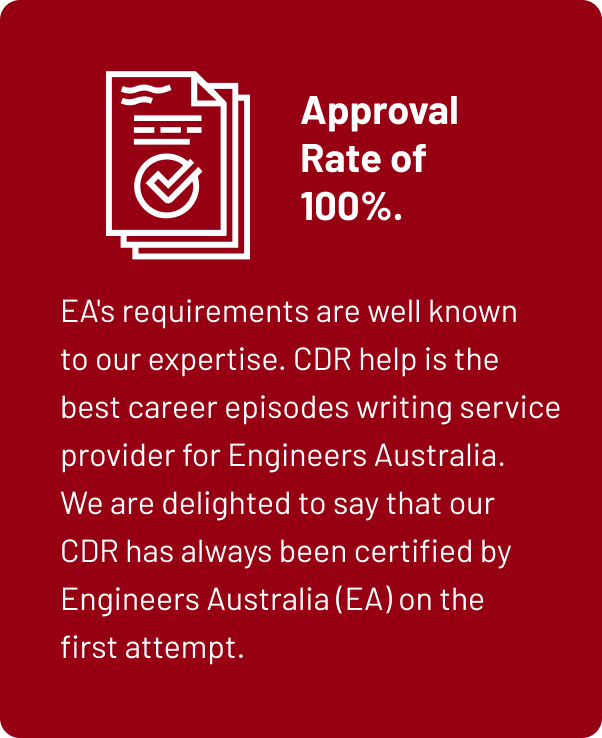 Approval
Rate of
100%.
EA's requirements are well known
to our expertise. CDR help is the
best career episodes writing service
provider for Engineers Australia.
We are delighted to say that our
CDR has always been certified by
Engineers Australia (EA) on the
first attempt.